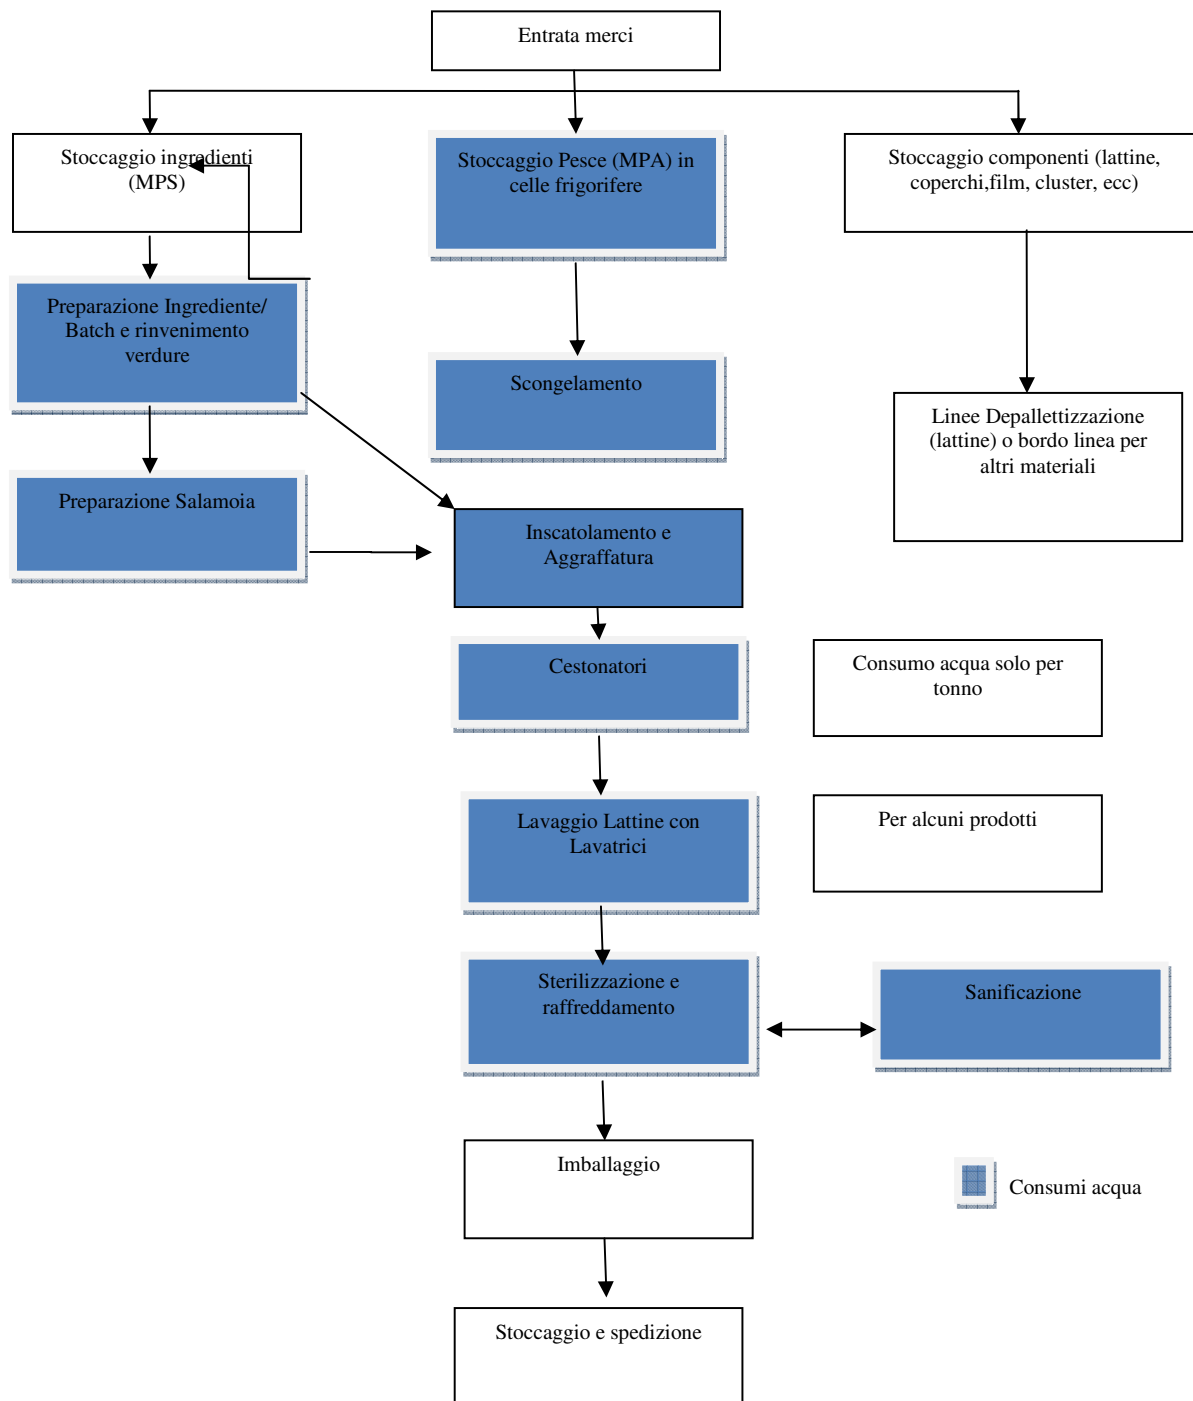 Entrata merci
Stoccaggio ingredienti
(MPS)
Stoccaggio Pesce (MPA) in
celle frigorifere
Stoccaggio componenti (lattine,
coperchi,film, cluster, ecc)
Preparazione Ingrediente/
Batch e rinvenimento
verdure
Scongelamento
Linee Depallettizzazione
(lattine) o bordo linea per
altri materiali
Preparazione Salamoia
Inscatolamento e
Aggraffatura
Cestonatori
Consumo acqua solo per
tonno
Lavaggio Lattine con
Lavatrici
Per alcuni prodotti
Sterilizzazione e
raffreddamento
Sanificazione
Imballaggio
Consumi acqua
Stoccaggio e spedizione